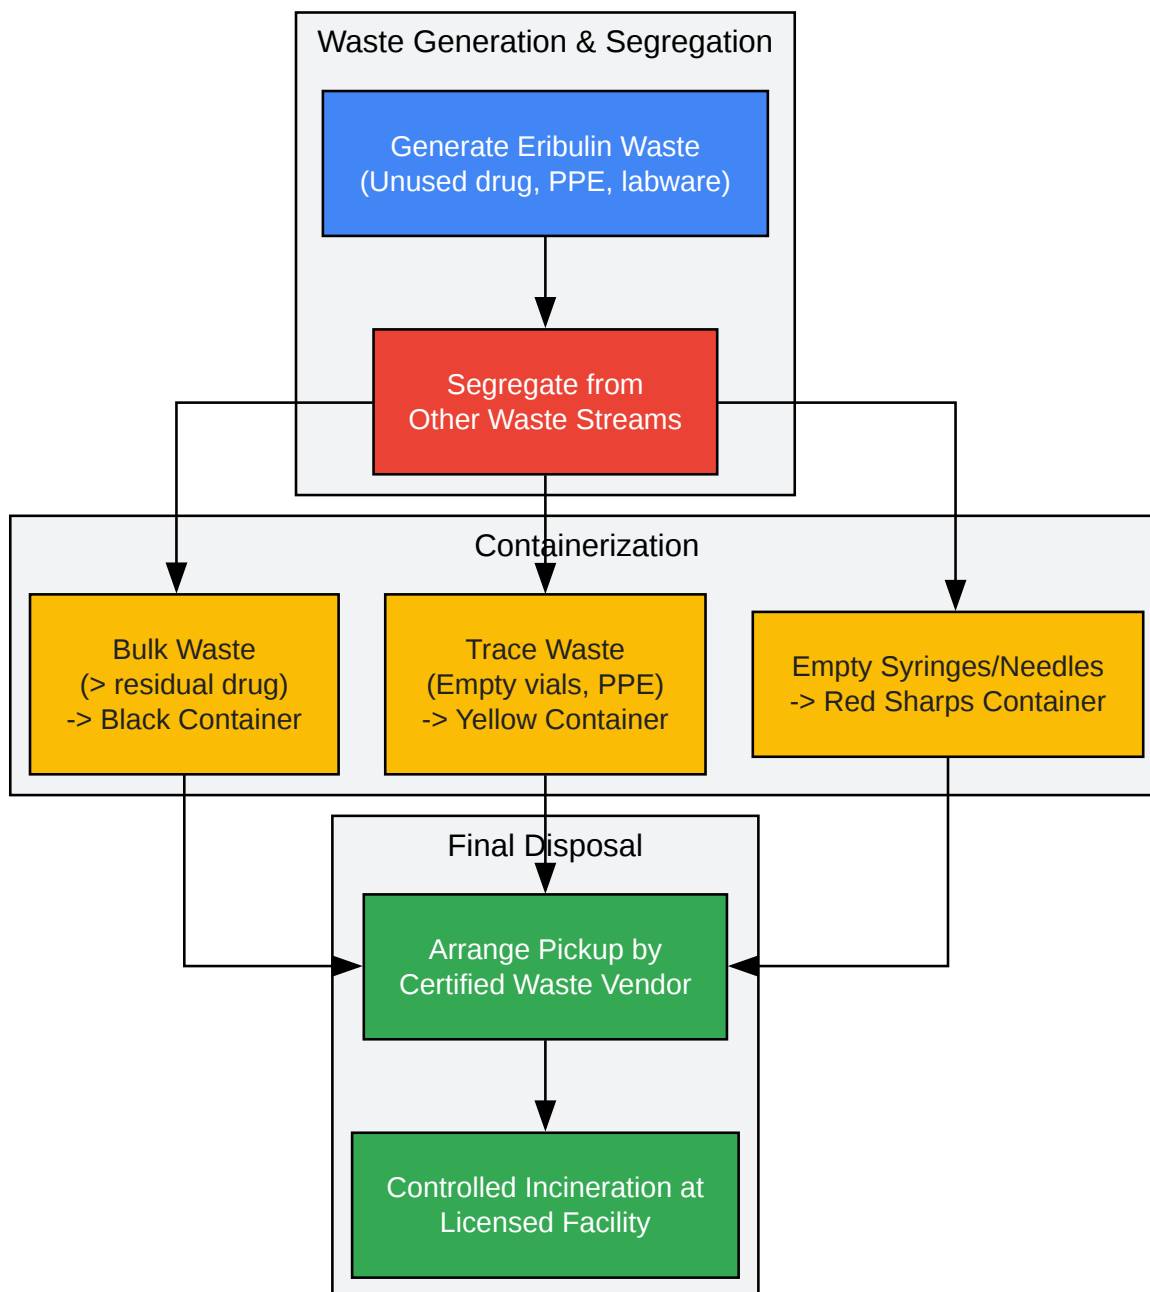 Waste Generation & Segregation
Generate Eribulin Waste
(Unused drug, PPE, labware)
Segregate from
Other Waste Streams
Containerization
Bulk Waste
(> residual drug)
-> Black Container
Trace Waste
(Empty vials, PPE)
-> Yellow Container
Empty Syringes/Needles
-> Red Sharps Container
Final Disposal
Arrange Pickup by
Certified Waste Vendor
Controlled Incineration at
Licensed Facility